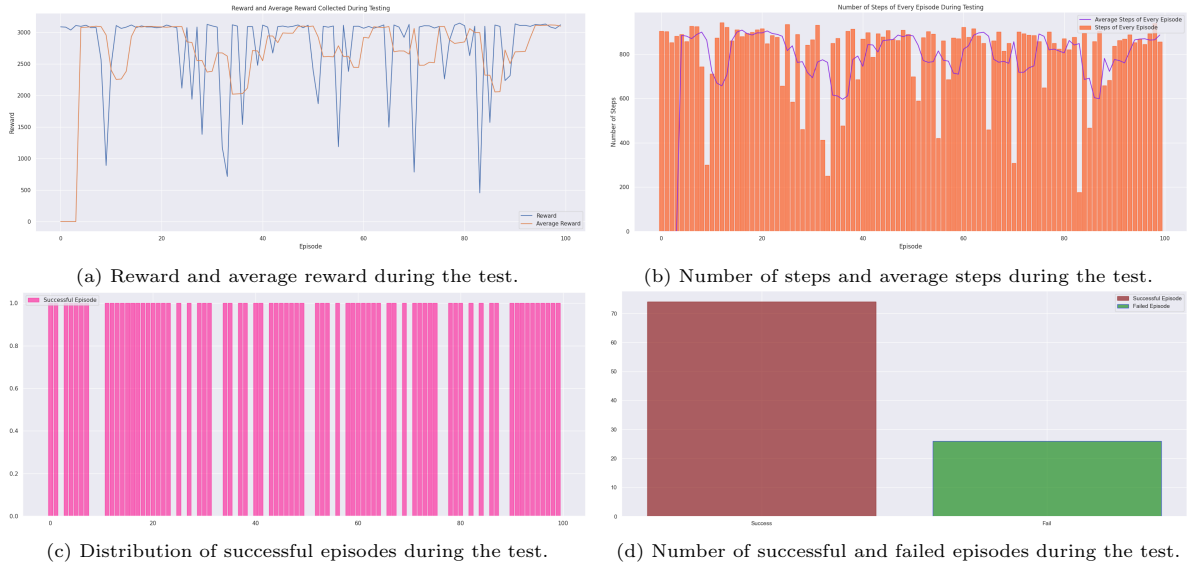 Reward and Average Reward Collected During Testing
3000
2500
2000
1500
1000
500
0
Reward
0
20
40
60
80
100
Episode
Reward
Average Reward
(a) Reward and average reward during the test.
Number of Steps of Every Episode During Testing
Average Steps of Every Episode
Steps of Every Episode
800
600
400
200
0
Number of Steps
0
20
40
60
80
100
Episode
(b) Number of steps and average steps during the test.
Successful Episode
1.0
0.8
0.6
0.4
0.2
0.0
0
20
40
60
80
100
(c) Distribution of successful episodes during the test.
Successful Episode
Failed Episode
70
60
50
40
30
20
10
0
Success
Fail
(d) Number of successful and failed episodes during the test.